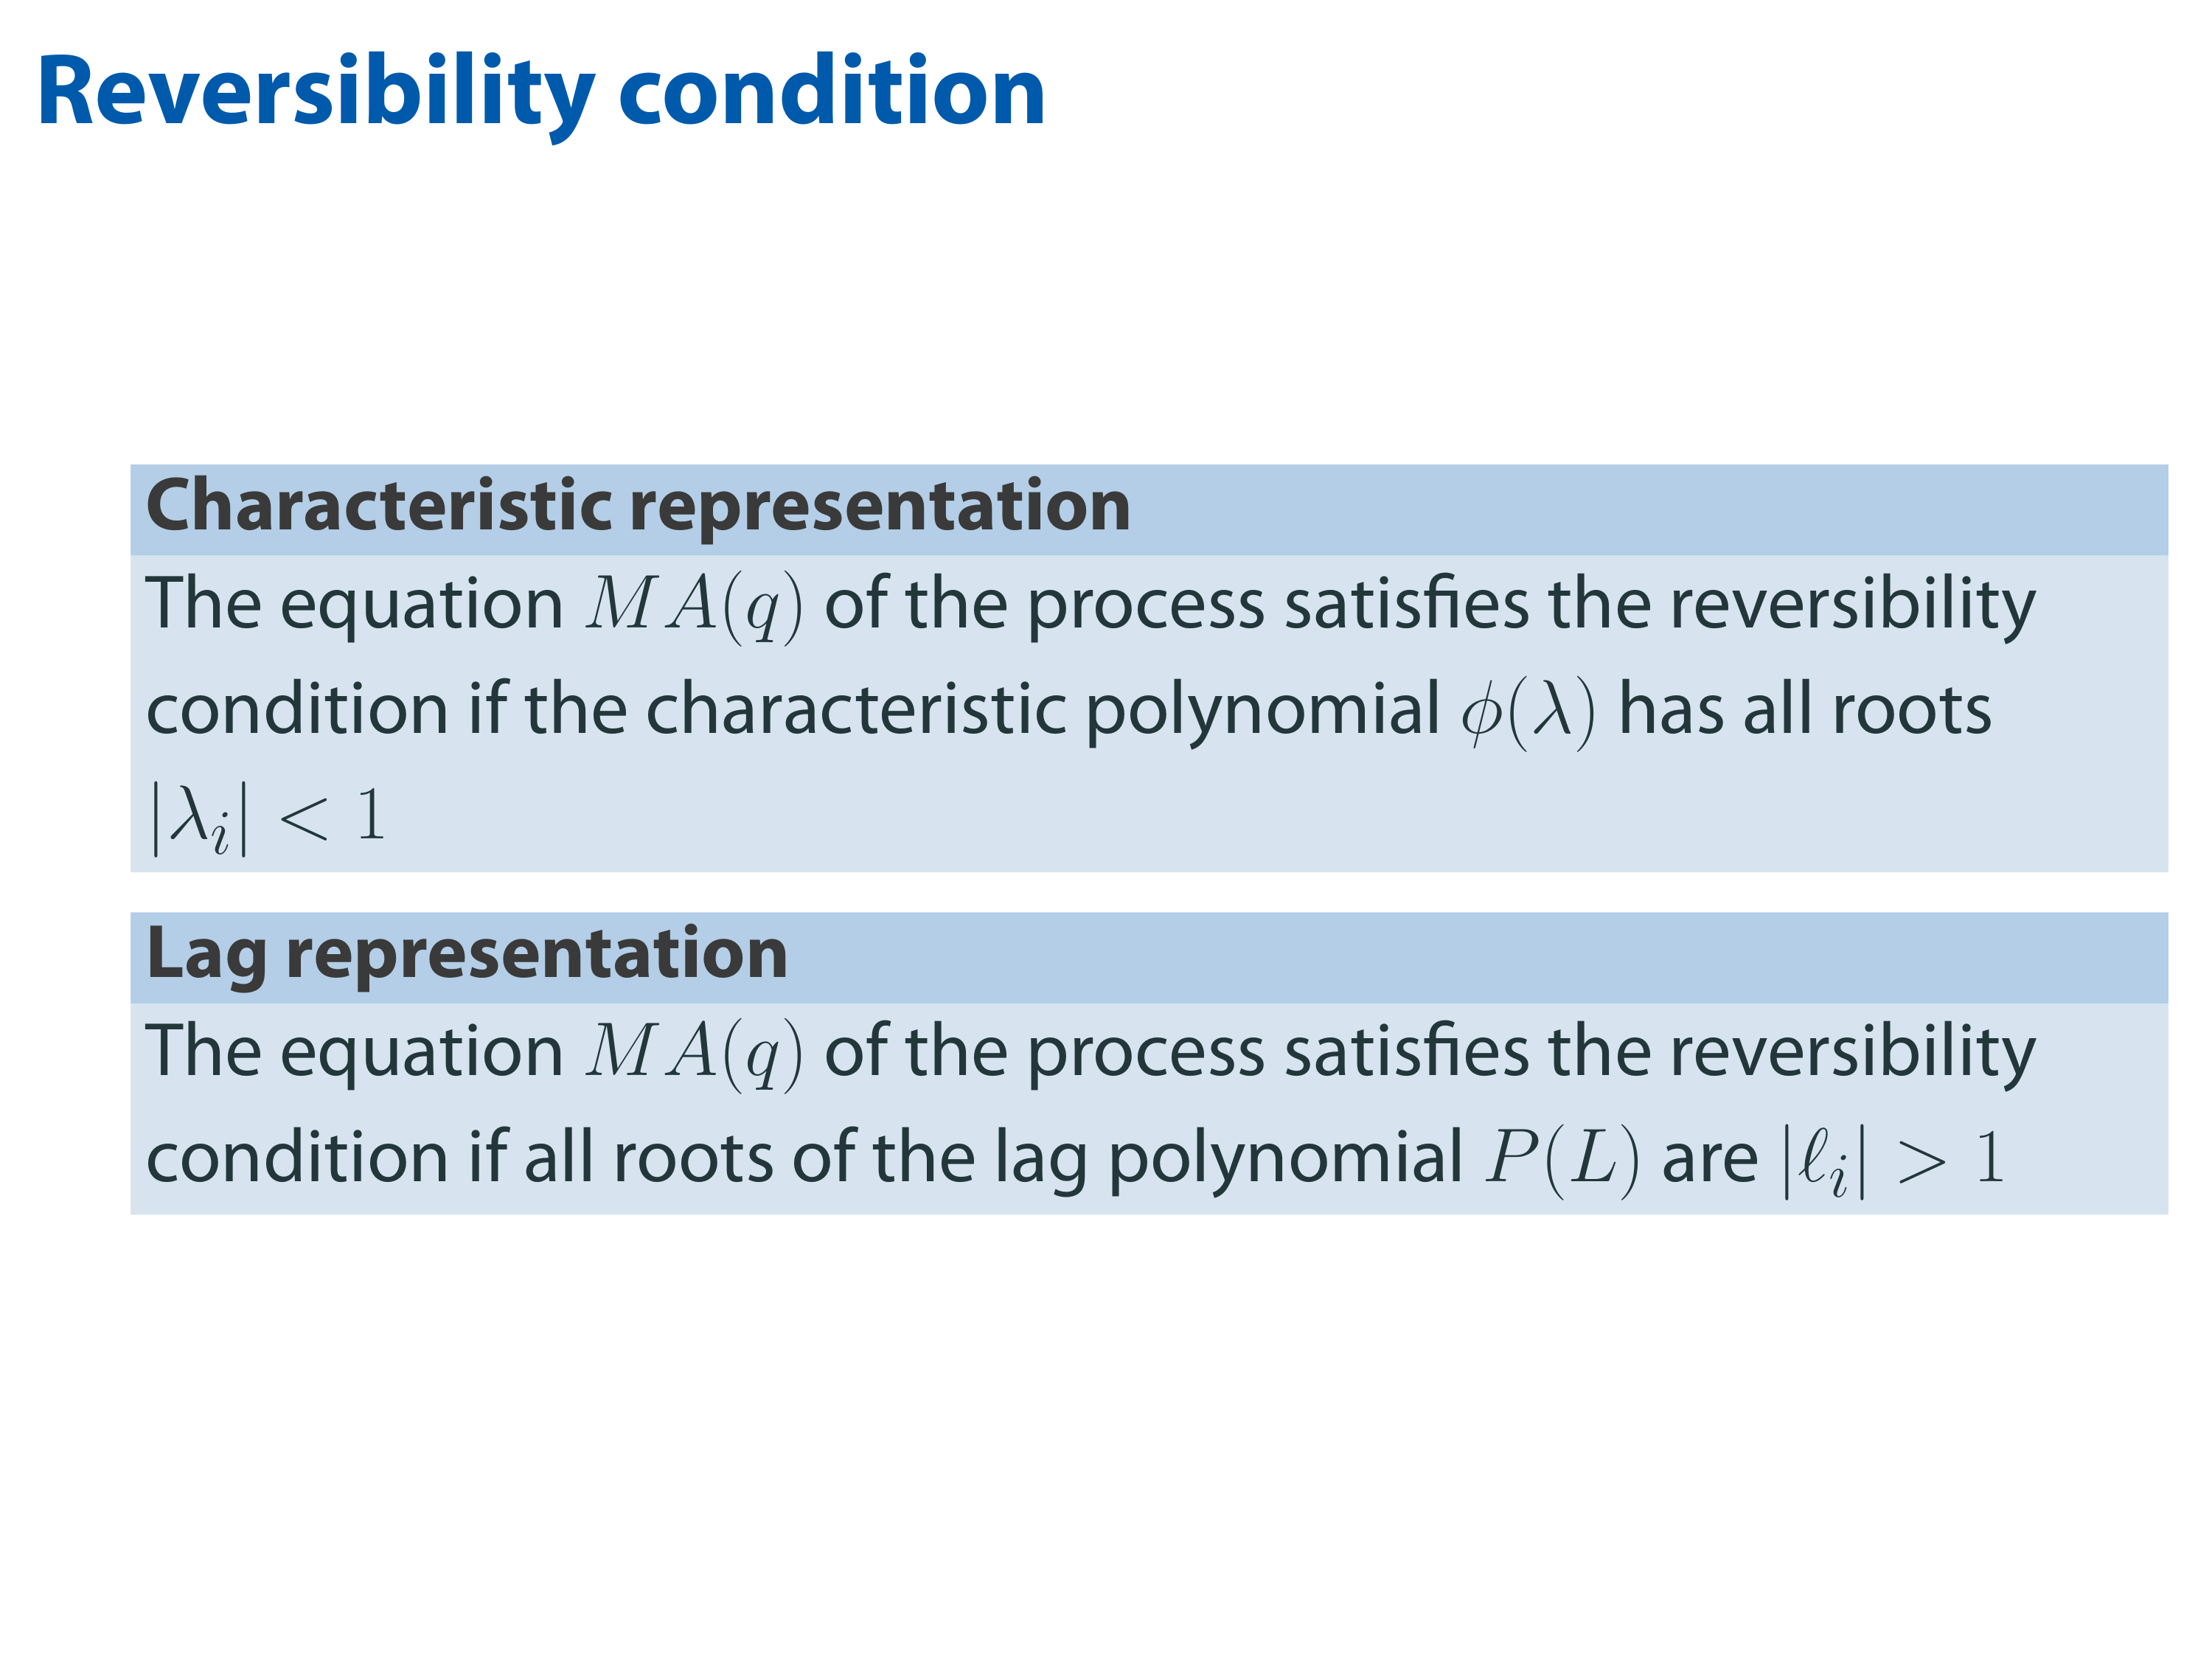 Reversibility condition
Characteristic representation
The equation MA(q) of the process satisfies the reversibility
condition if the characteristic polynomial ϕ(λ) has all roots
|λᵢ| < 1
Lag representation
The equation MA(q) of the process satisfies the reversibility
condition if all roots of the lag polynomial P(L) are |ℓᵢ| > 1